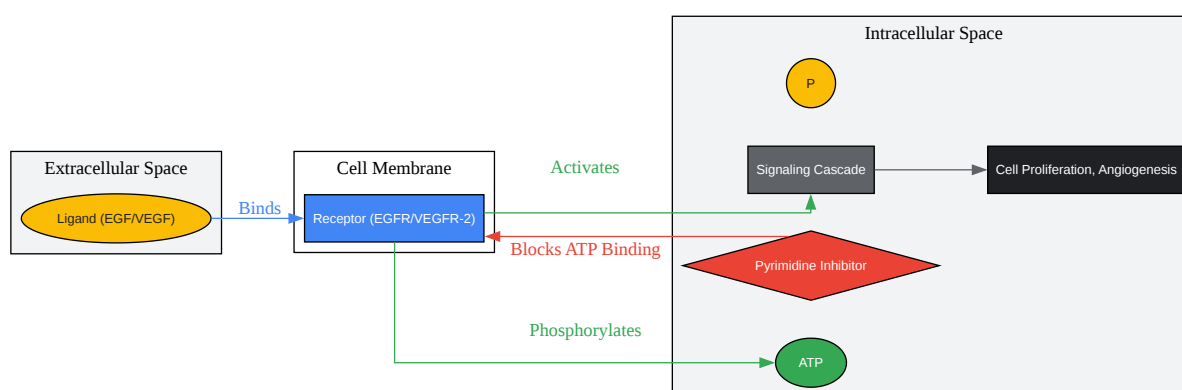 Intracellular Space
P
Extracellular Space
Cell Membrane
Activates
Signaling Cascade
Cell Proliferation, Angiogenesis
Ligand (EGF/VEGF)
Binds
Receptor (EGFR/VEGFR-2)
Blocks ATP Binding
Pyrimidine Inhibitor
Phosphorylates
ATP